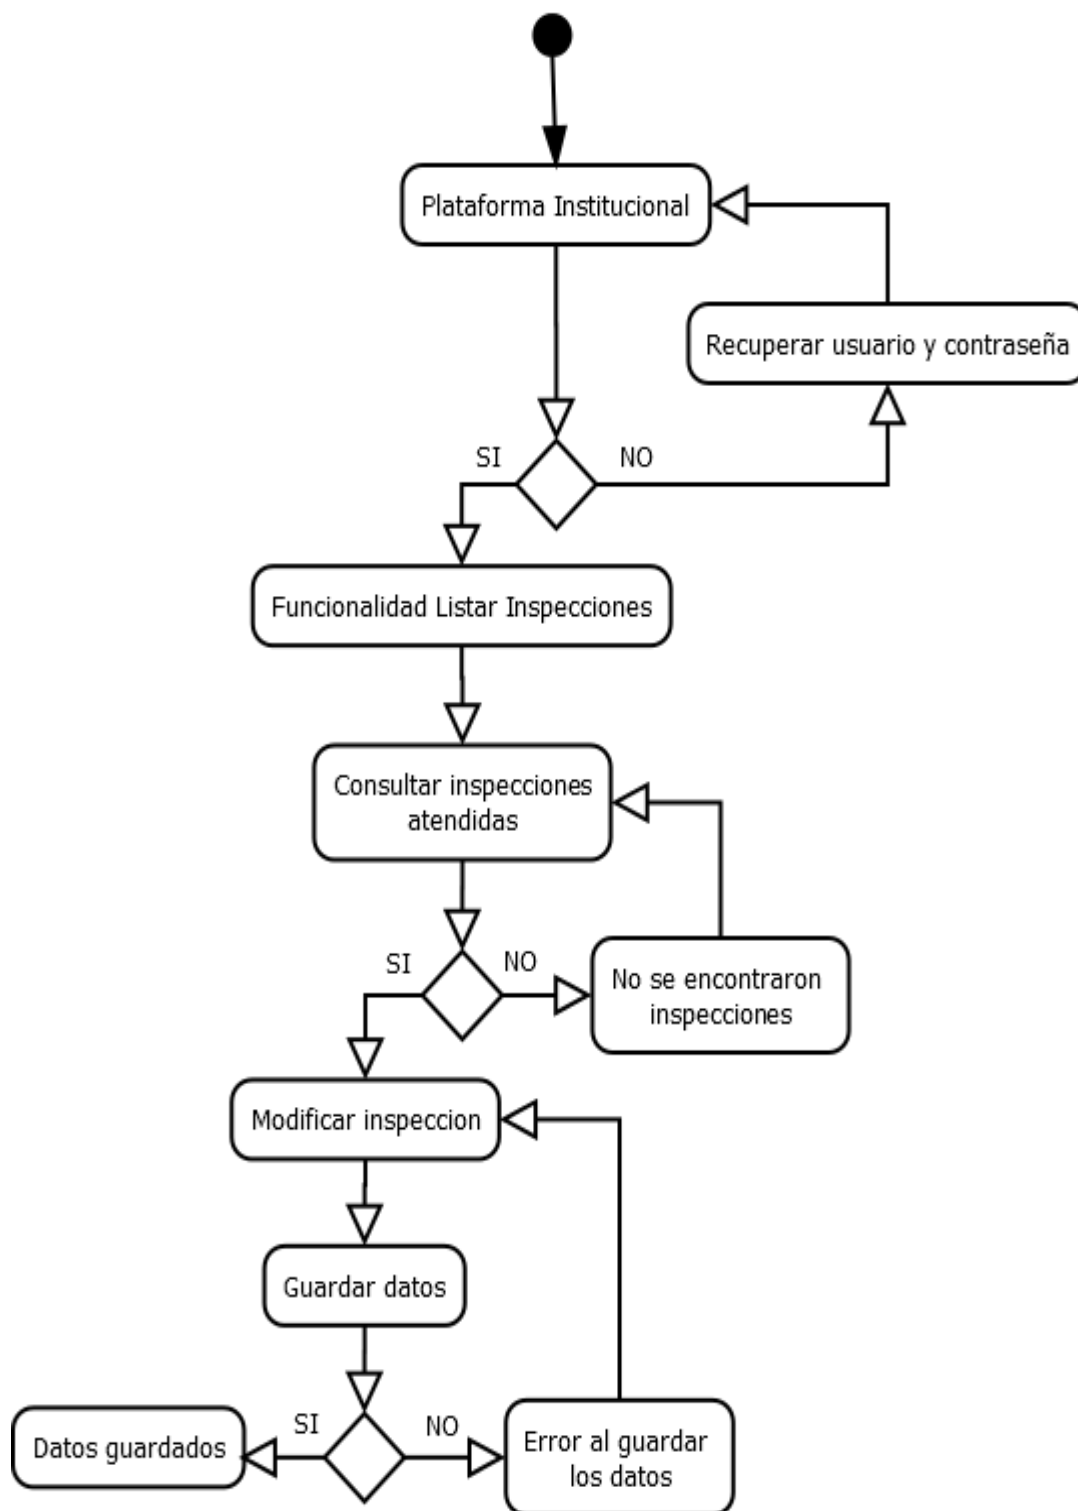 Plataforma Institucional
Recuperar usuario y contraseña
SI
NO
Funcionalidad Listar Inspecciones
Consultar inspecciones
atendidas
SI
NO
No se encontraron
inspecciones
Modificar inspeccion
Guardar datos
SI
NO
Datos guardados
Error al guardar
los datos